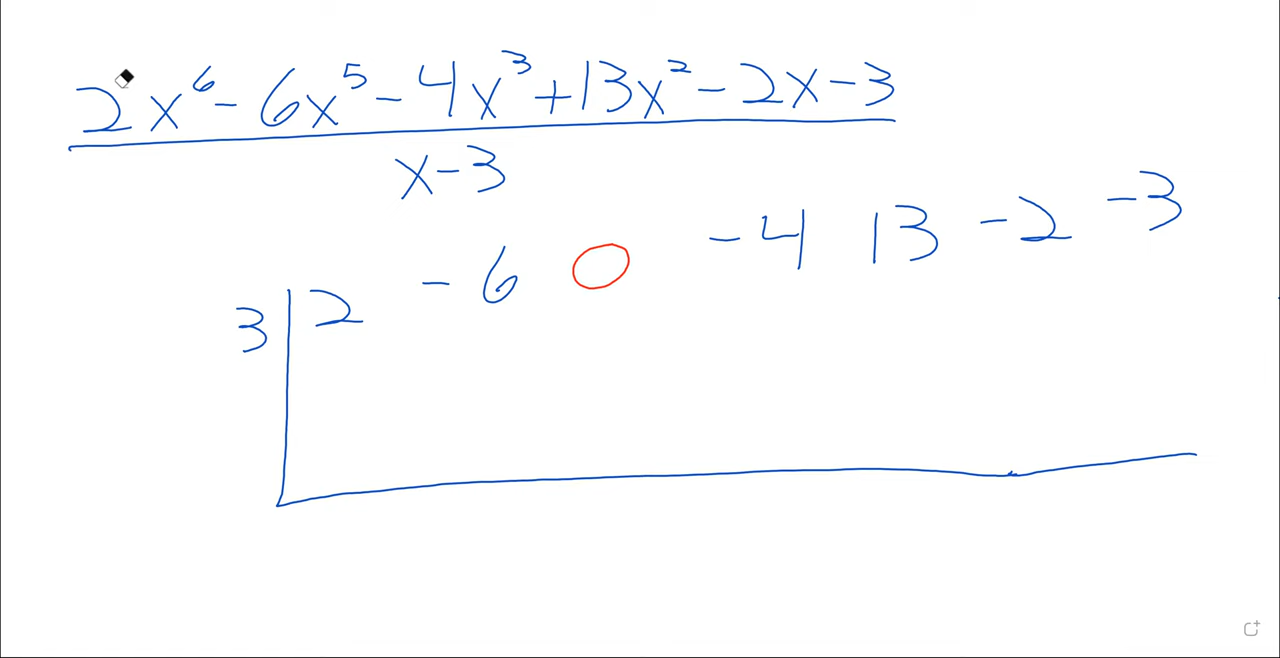 2x⁶ - 6x⁵ - 4x³ + 13x² - 2x - 3
x - 3
3 | 2 - 6 0 - 4 13 - 2 - 3